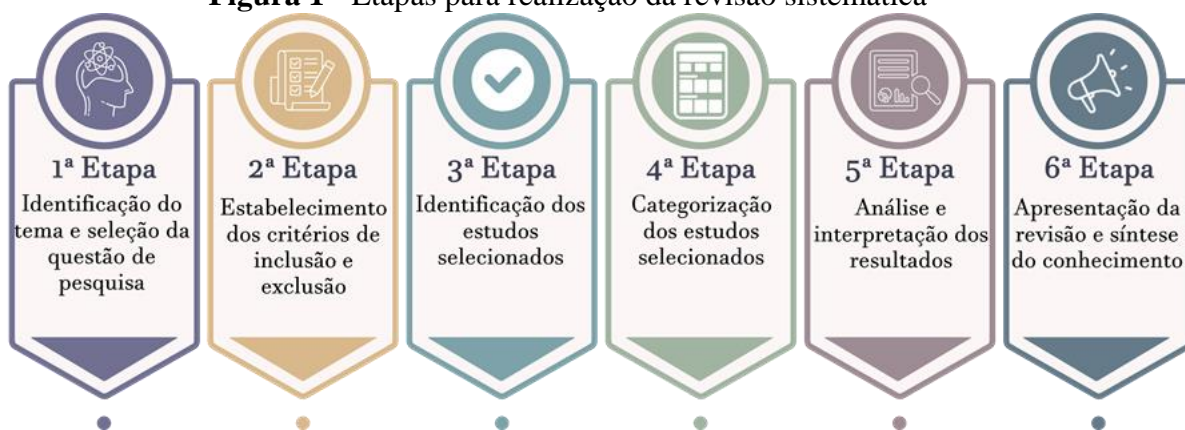 Figura 1 - Etapas para realização da revisão sistemática
1ª Etapa
Identificação do
tema e seleção da
questão de
pesquisa
2ª Etapa
Estabelecimento
dos critérios de
inclusão e
exclusão
3ª Etapa
Identificação dos
estudos
selecionados
4ª Etapa
Categorização
dos estudos
selecionados
5ª Etapa
Análise e
interpretação dos
resultados
6ª Etapa
Apresentação da
revisão e síntese
do conhecimento